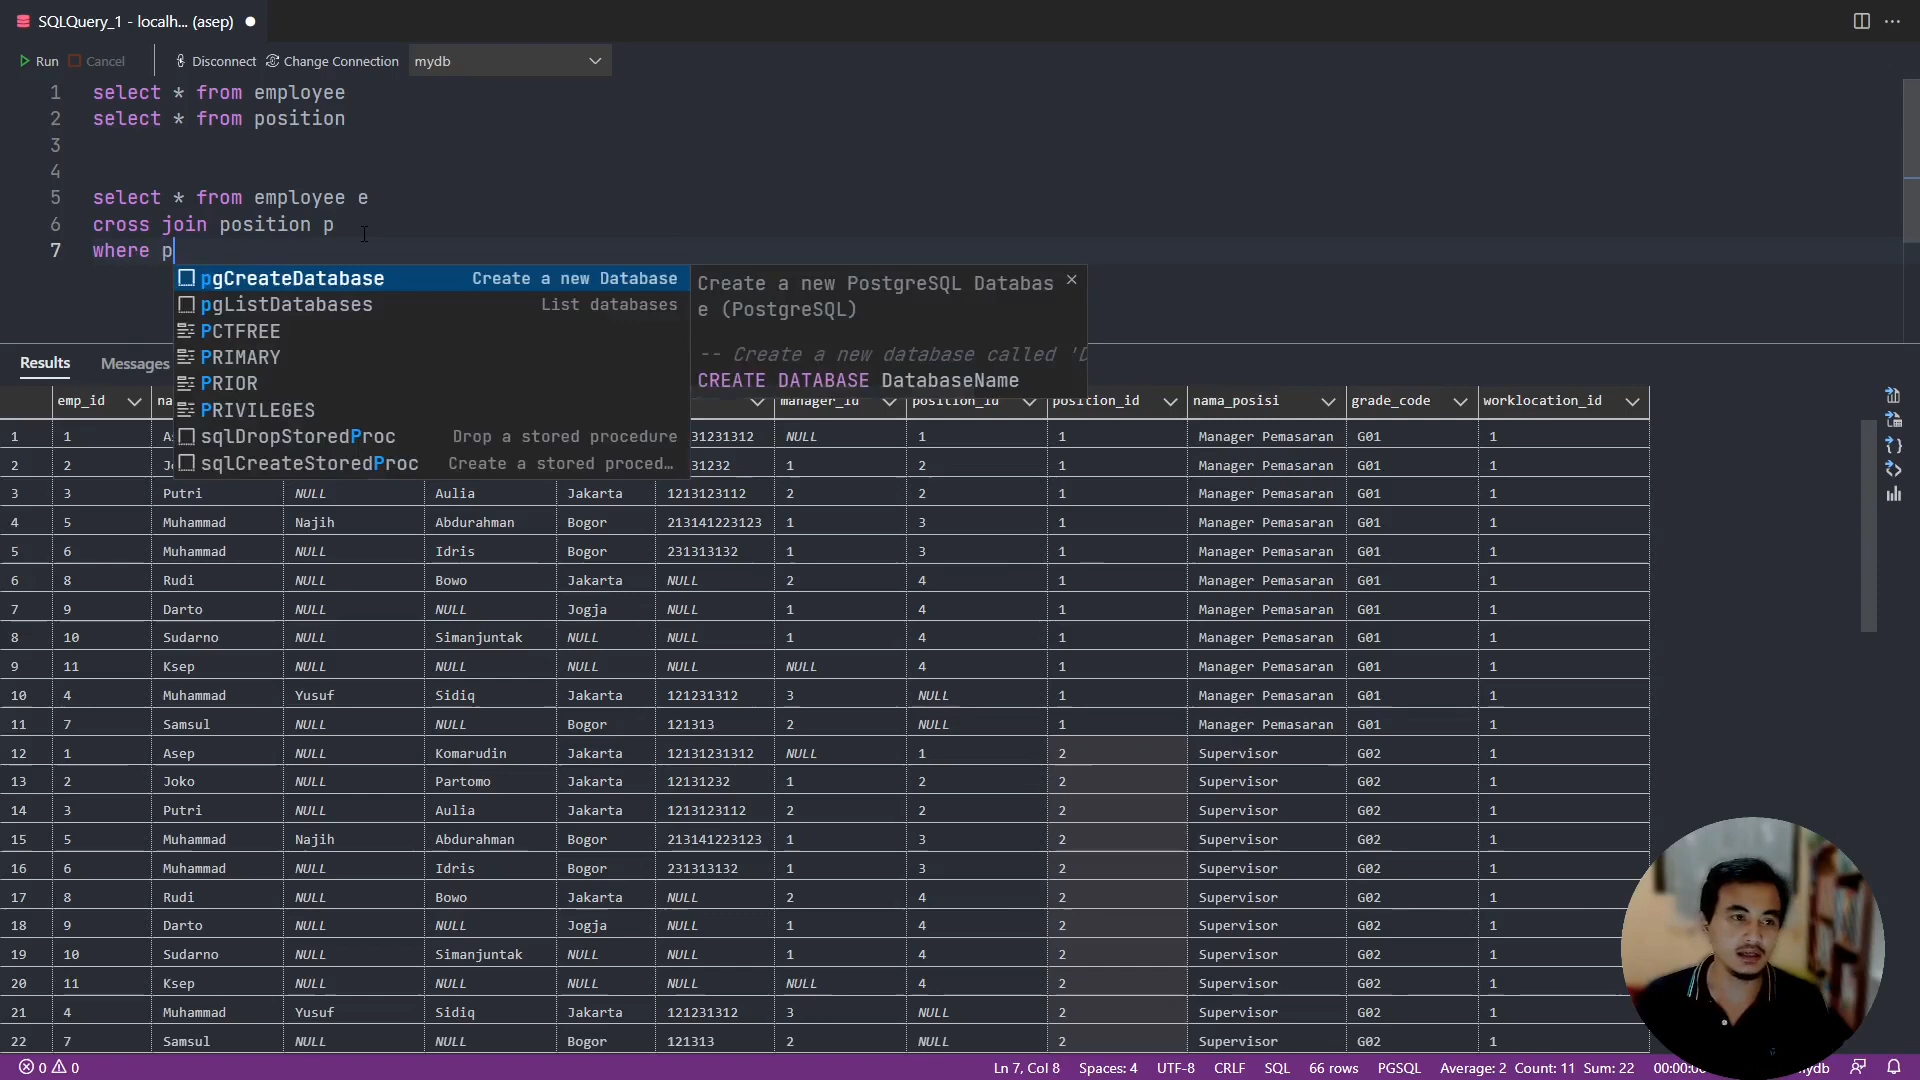 SQLQuery_1 - localh... (asep)
Run Cancel Disconnect Change Connection mydb
1 select * from employee
2 select * from position
3
4
5 select * from employee e
6 cross join position p
7 where p
pgCreateDatabase Create a new Database
pgListDatabases List databases
PCTFREE
PRIMARY
PRIOR
PRIVILEGES
sqlDropStoredProc Drop a stored procedure
sqlCreateStoredProc Create a stored proced…
Create a new PostgreSQL Databas
e (PostgreSQL)
-- Create a new database called 'D
CREATE DATABASE DatabaseName
Results Messages
emp_id na manager_id position_id position_id nama_posisi grade_code worklocation_id
1 1 A 31231312 NULL 1 1 Manager Pemasaran G01 1
2 2 Jo 31232 1 2 1 Manager Pemasaran G01 1
3 3 Putri NULL Aulia Jakarta 1213123112 2 2 1 Manager Pemasaran G01 1
4 5 Muhammad Najih Abdurahman Bogor 213141223123 1 3 1 Manager Pemasaran G01 1
5 6 Muhammad NULL Idris Bogor 231313132 1 3 1 Manager Pemasaran G01 1
6 8 Rudi NULL Bowo Jakarta NULL 2 4 1 Manager Pemasaran G01 1
7 9 Darto NULL NULL Jogja NULL 1 4 1 Manager Pemasaran G01 1
8 10 Sudarno NULL Simanjuntak NULL NULL 1 4 1 Manager Pemasaran G01 1
9 11 Ksep NULL NULL NULL NULL NULL 4 1 Manager Pemasaran G01 1
10 4 Muhammad Yusuf Sidiq Jakarta 121231312 3 NULL 1 Manager Pemasaran G01 1
11 7 Samsul NULL NULL Bogor 121313 2 NULL 1 Manager Pemasaran G01 1
12 1 Asep NULL Komarudin Jakarta 12131231312 NULL 1 2 Supervisor G02 1
13 2 Joko NULL Partomo Jakarta 12131232 1 2 2 Supervisor G02 1
14 3 Putri NULL Aulia Jakarta 1213123112 2 2 2 Supervisor G02 1
15 5 Muhammad Najih Abdurahman Bogor 213141223123 1 3 2 Supervisor G02 1
16 6 Muhammad NULL Idris Bogor 231313132 1 3 2 Supervisor G02 1
17 8 Rudi NULL Bowo Jakarta NULL 2 4 2 Supervisor G02 1
18 9 Darto NULL NULL Jogja NULL 1 4 2 Supervisor G02 1
19 10 Sudarno NULL Simanjuntak NULL NULL 1 4 2 Supervisor G02 1
20 11 Ksep NULL NULL NULL NULL NULL 4 2 Supervisor G02 1
21 4 Muhammad Yusuf Sidiq Jakarta 121231312 3 NULL 2 Supervisor G02 1
22 7 Samsul NULL NULL Bogor 121313 2 NULL 2 Supervisor G02 1
0 0 Ln 7, Col 8 Spaces: 4 UTF-8 CRLF SQL 66 rows PGSQL Average: 2 Count: 11 Sum: 22 00:00:0 mydb